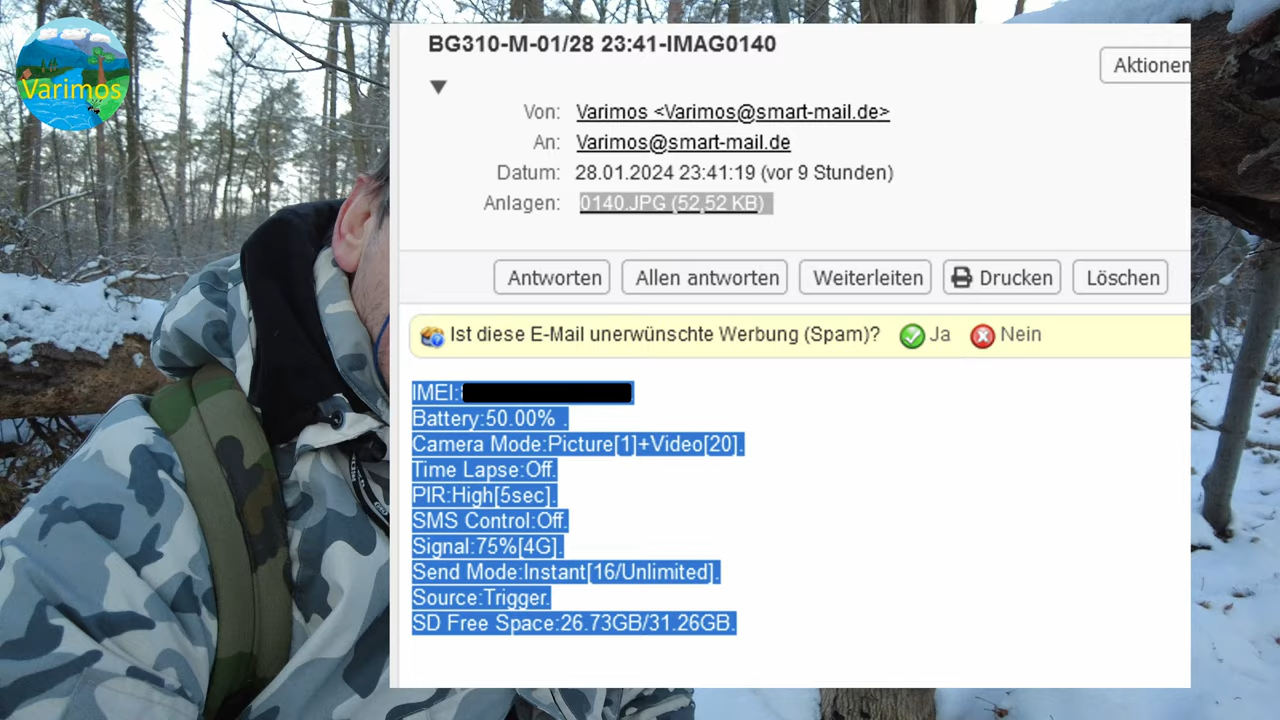 Varimos
BG310-M-01/28 23:41-IMAG0140
Aktionen
Von: Varimos <Varimos@smart-mail.de>
An: Varimos@smart-mail.de
Datum: 28.01.2024 23:41:19 (vor 9 Stunden)
Anlagen: 0140.JPG (52,52 KB)
Antworten Allen antworten Weiterleiten Drucken Löschen
Ist diese E-Mail unerwünschte Werbung (Spam)? Ja Nein
IMEI:
Battery:50.00% .
Camera Mode:Picture[1]+Video[20].
Time Lapse:Off.
PIR:High[5sec].
SMS Control:Off.
Signal:75%[4G].
Send Mode:Instant[16/Unlimited].
Source:Trigger.
SD Free Space:26.73GB/31.26GB.